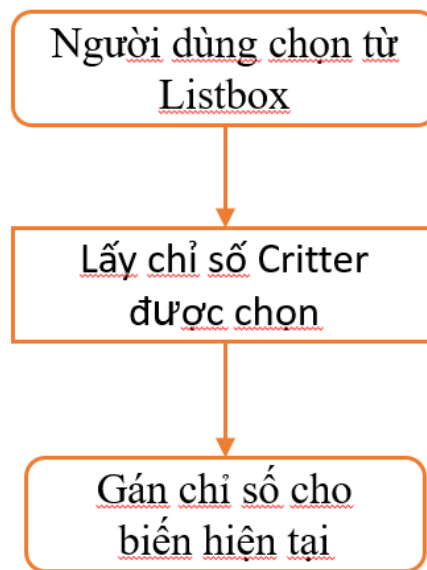 Người dùng chọn từ
Listbox
Lấy chỉ số Critter
được chọn
Gán chỉ số cho
biến hiện tại